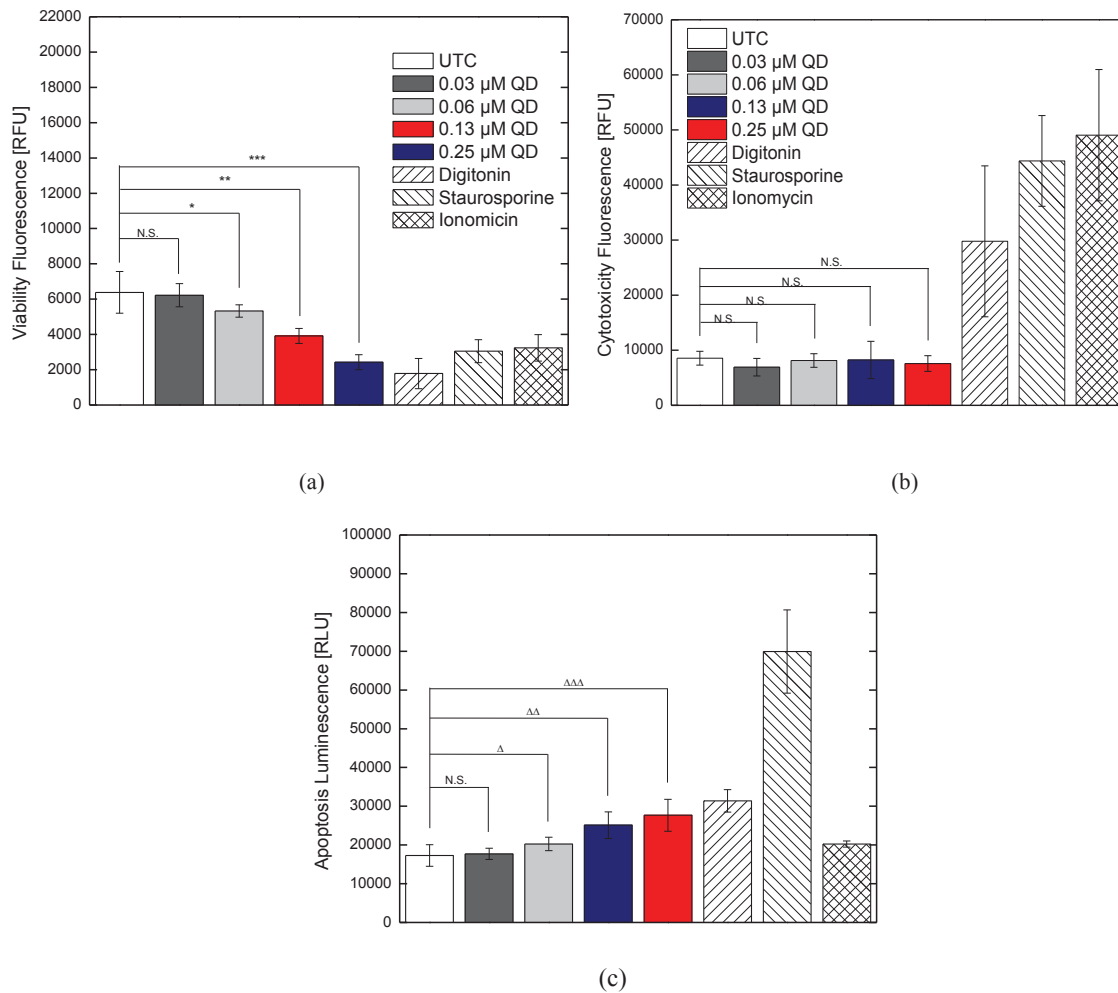 22000
20000
18000
16000
14000
12000
10000
8000
6000
4000
2000
0
Viability Fluorescence [RFU]
UTC
0.03 µM QD
0.06 µM QD
0.13 µM QD
0.25 µM QD
Digitonin
Staurosporine
Ionomicin
***
**
*
N.S.
(a)
70000
60000
50000
40000
30000
20000
10000
0
Cytotoxicity Fluorescence [RFU]
UTC
0.03 µM QD
0.06 µM QD
0.13 µM QD
0.25 µM QD
Digitonin
Staurosporine
Ionomycin
N.S.
N.S.
N.S
N.S
(b)
100000
90000
80000
70000
60000
50000
40000
30000
20000
10000
0
Apoptosis Luminescence [RLU]
ΔΔΔ
ΔΔ
Δ
N.S.
(c)